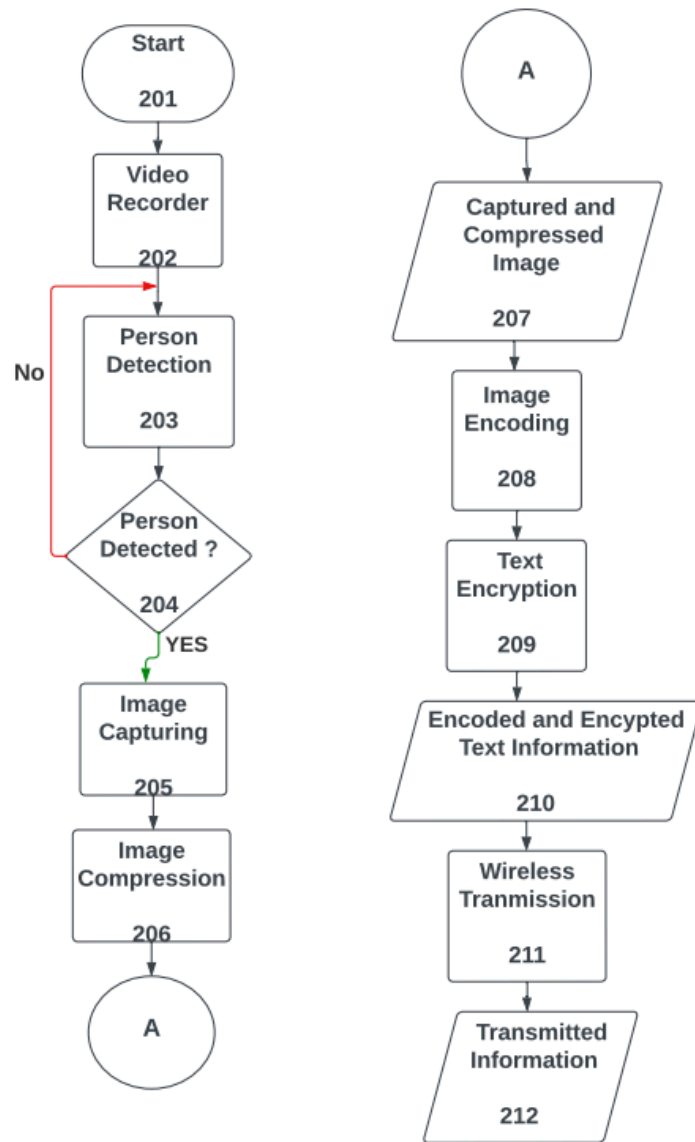 Start
201
Video
Recorder
202
No
Person
Detection
203
Person
Detected ?
204
YES
Image
Capturing
205
Image
Compression
206
A
A
Captured and
Compressed
Image
207
Image
Encoding
208
Text
Encryption
209
Encoded and Encypted
Text Information
210
Wireless
Tranmission
211
Transmitted
Information
212